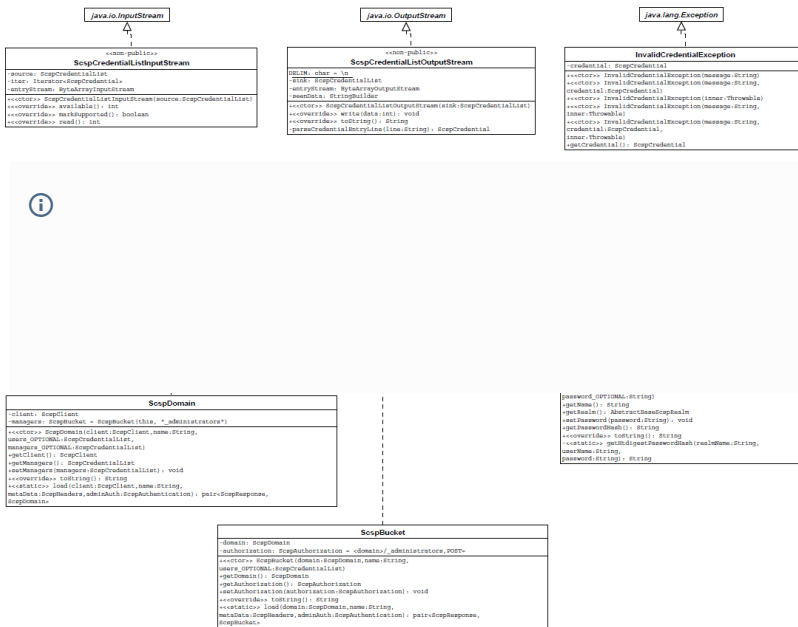 java.io.InputStream
<<non-public>>
ScspCredentialListInputStream
-source: ScspCredentialList
-iter: Iterator<ScspCredential>
-entryStream: ByteArrayInputStream
+<<ctor>> ScspCredentialListInputStream(source:ScspCredentialList)
+<<override>> available(): int
+<<override>> markSupported(): boolean
+<<override>> read(): int
java.io.OutputStream
<<non-public>>
ScspCredentialListOutputStream
DELIM: char = \n
-sink: ScspCredentialList
-entryStream: ByteArrayOutputStream
-seenData: StringBuilder
+<<ctor>> ScspCredentialListOutputStream(sink:ScspCredentialList)
+<<override>> write(data:int): void
+<<override>> toString(): String
-parseCredentialEntryLine(line:String): ScspCredential
java.lang.Exception
InvalidCredentialException
-credential: ScspCredential
+<<ctor>> InvalidCredentialException(message:String)
+<<ctor>> InvalidCredentialException(message:String,
credential:ScspCredential)
+<<ctor>> InvalidCredentialException(inner:Throwable)
+<<ctor>> InvalidCredentialException(message:String,
inner:Throwable)
+<<ctor>> InvalidCredentialException(message:String,
credential:ScspCredential,
inner:Throwable)
+getCredential(): ScspCredential
ScspDomain
-client: ScspClient
-managers: ScspBucket = ScspBucket(this, "_administrators")
+<<ctor>> ScspDomain(client:ScspClient,name:String,
users_OPTIONAL:ScspCredentialList,
managers_OPTIONAL:ScspCredentialList)
+getClient(): ScspClient
+getManagers(): ScspCredentialList
+setManagers(managers:ScspCredentialList): void
+<<override>> toString(): String
+<<static>> load(client:ScspClient,name:String,
metaData:ScspHeaders,adminAuth:ScspAuthentication): pair<ScspResponse,
ScspDomain>
password_OPTIONAL:String)
+getName(): String
+getRealm(): AbstractBaseScspRealm
+setPassword(password:String): void
+getPasswordHash(): String
+<<override>> toString(): String
-<<static>> getHtdigestPasswordHash(realmName:String,
userName:String,
password:String): String
ScspBucket
-domain: ScspDomain
-authorization: ScspAuthorization = <domain>/_administrators,POST=
+<<ctor>> ScspBucket(domain:ScspDomain,name:String,
users_OPTIONAL:ScspCredentialList)
+getDomain(): ScspDomain
+getAuthorization(): ScspAuthorization
+setAuthorization(authorization:ScspAuthorization): void
+<<override>> toString(): String
+<<static>> load(domain:ScspDomain,name:String,
metaData:ScspHeaders,adminAuth:ScspAuthentication): pair<ScspResponse,
ScspBucket>